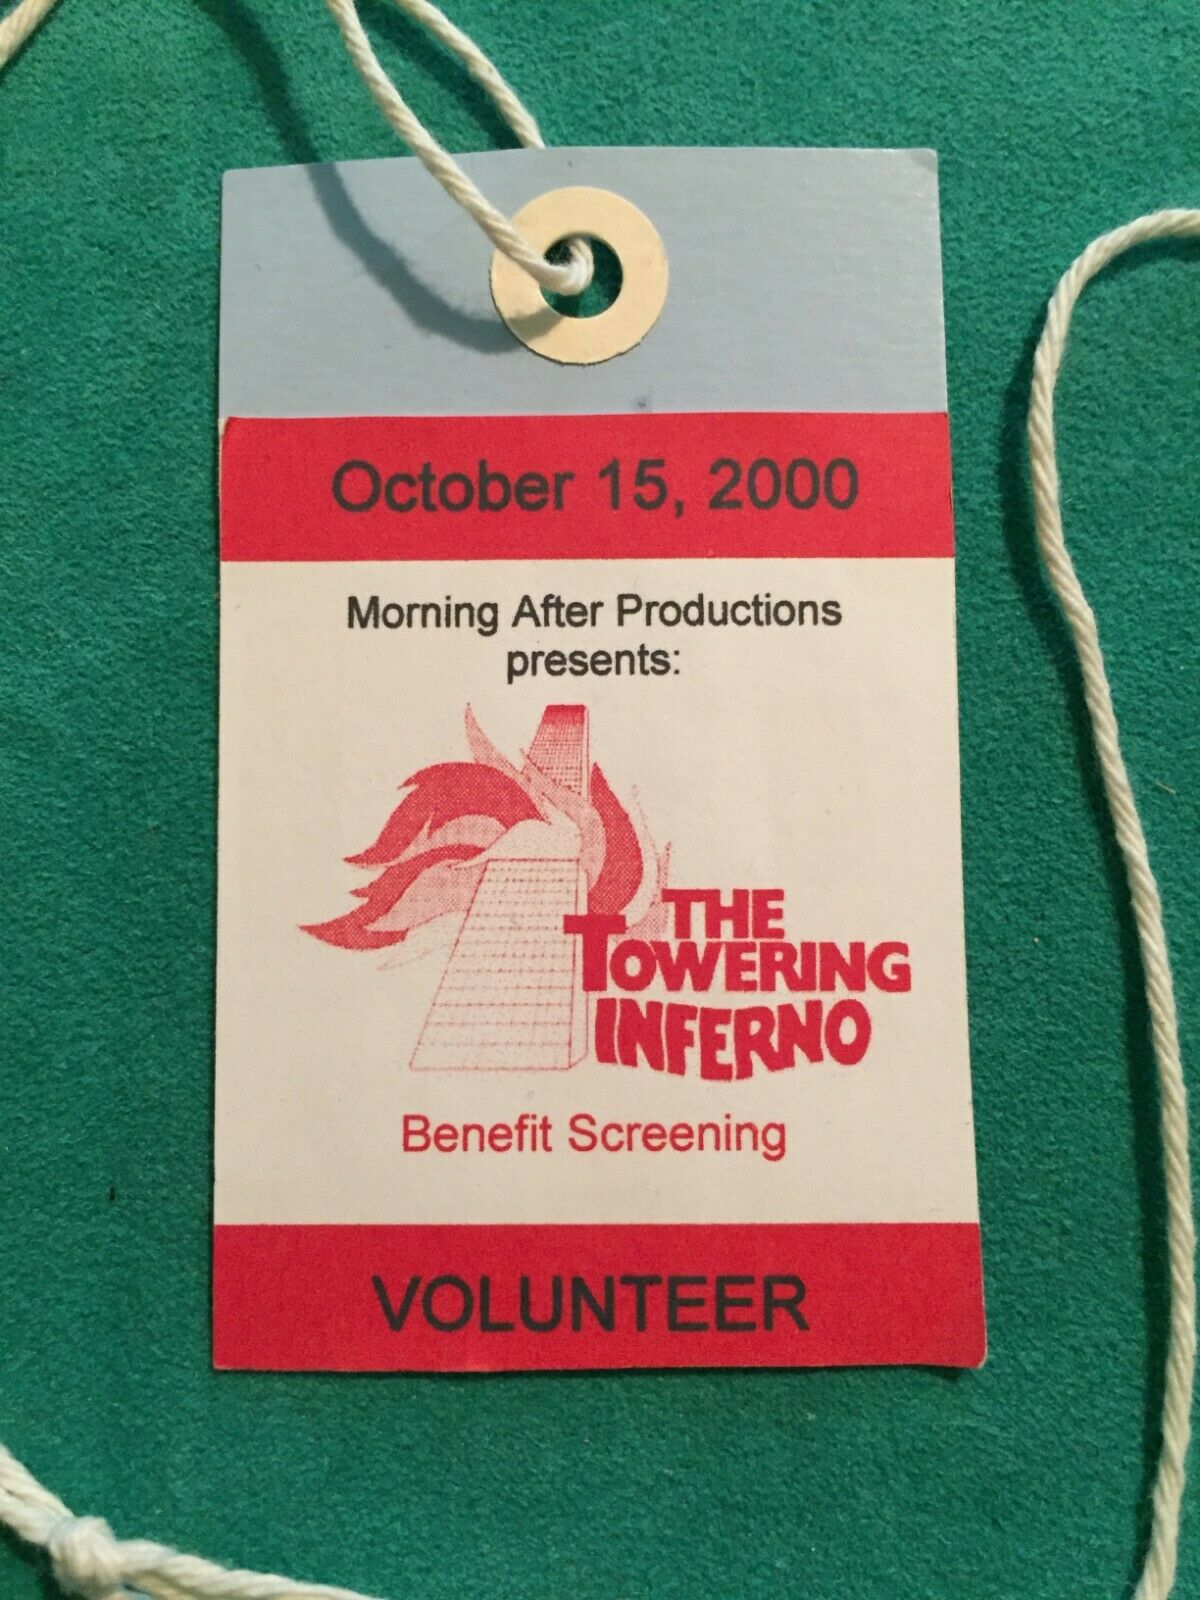 October 15, 2000
Morning After Productions
presents:
THE
TOWERING
INFERNO
Benefit Screening
VOLUNTEER